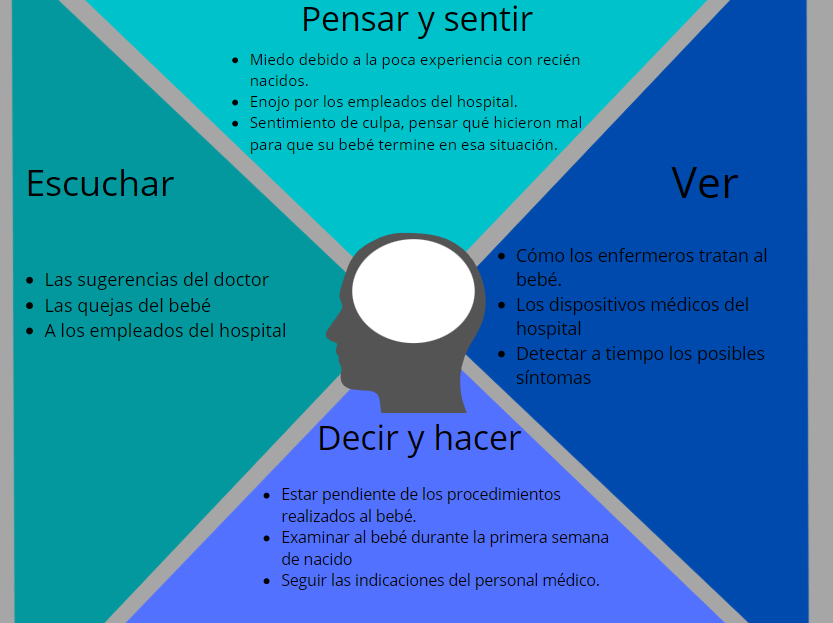 Pensar y sentir
• Miedo debido a la poca experiencia con recién
nacidos.
• Enojo por los empleados del hospital.
• Sentimiento de culpa, pensar qué hicieron mal
para que su bebé termine en esa situación.
Escuchar
• Las sugerencias del doctor
• Las quejas del bebé
• A los empleados del hospital
Ver
• Cómo los enfermeros tratan al
bebé.
• Los dispositivos médicos del
hospital
• Detectar a tiempo los posibles
síntomas
Decir y hacer
• Estar pendiente de los procedimientos
realizados al bebé.
• Examinar al bebé durante la primera semana
de nacido
• Seguir las indicaciones del personal médico.